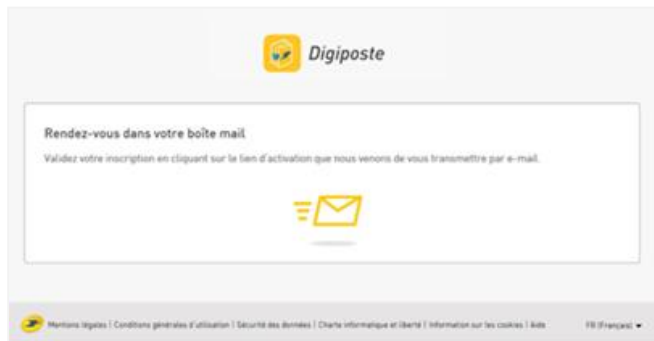 Digiposte
Rendez-vous dans votre boîte mail
Validez votre inscription en cliquant sur le lien d'activation que nous venons de vous transmettre par e-mail.
Mentions légales | Conditions générales d'utilisation | Sécurité des données | Charte informatique et liberté | Information sur les cookies | Aide FR (Français)